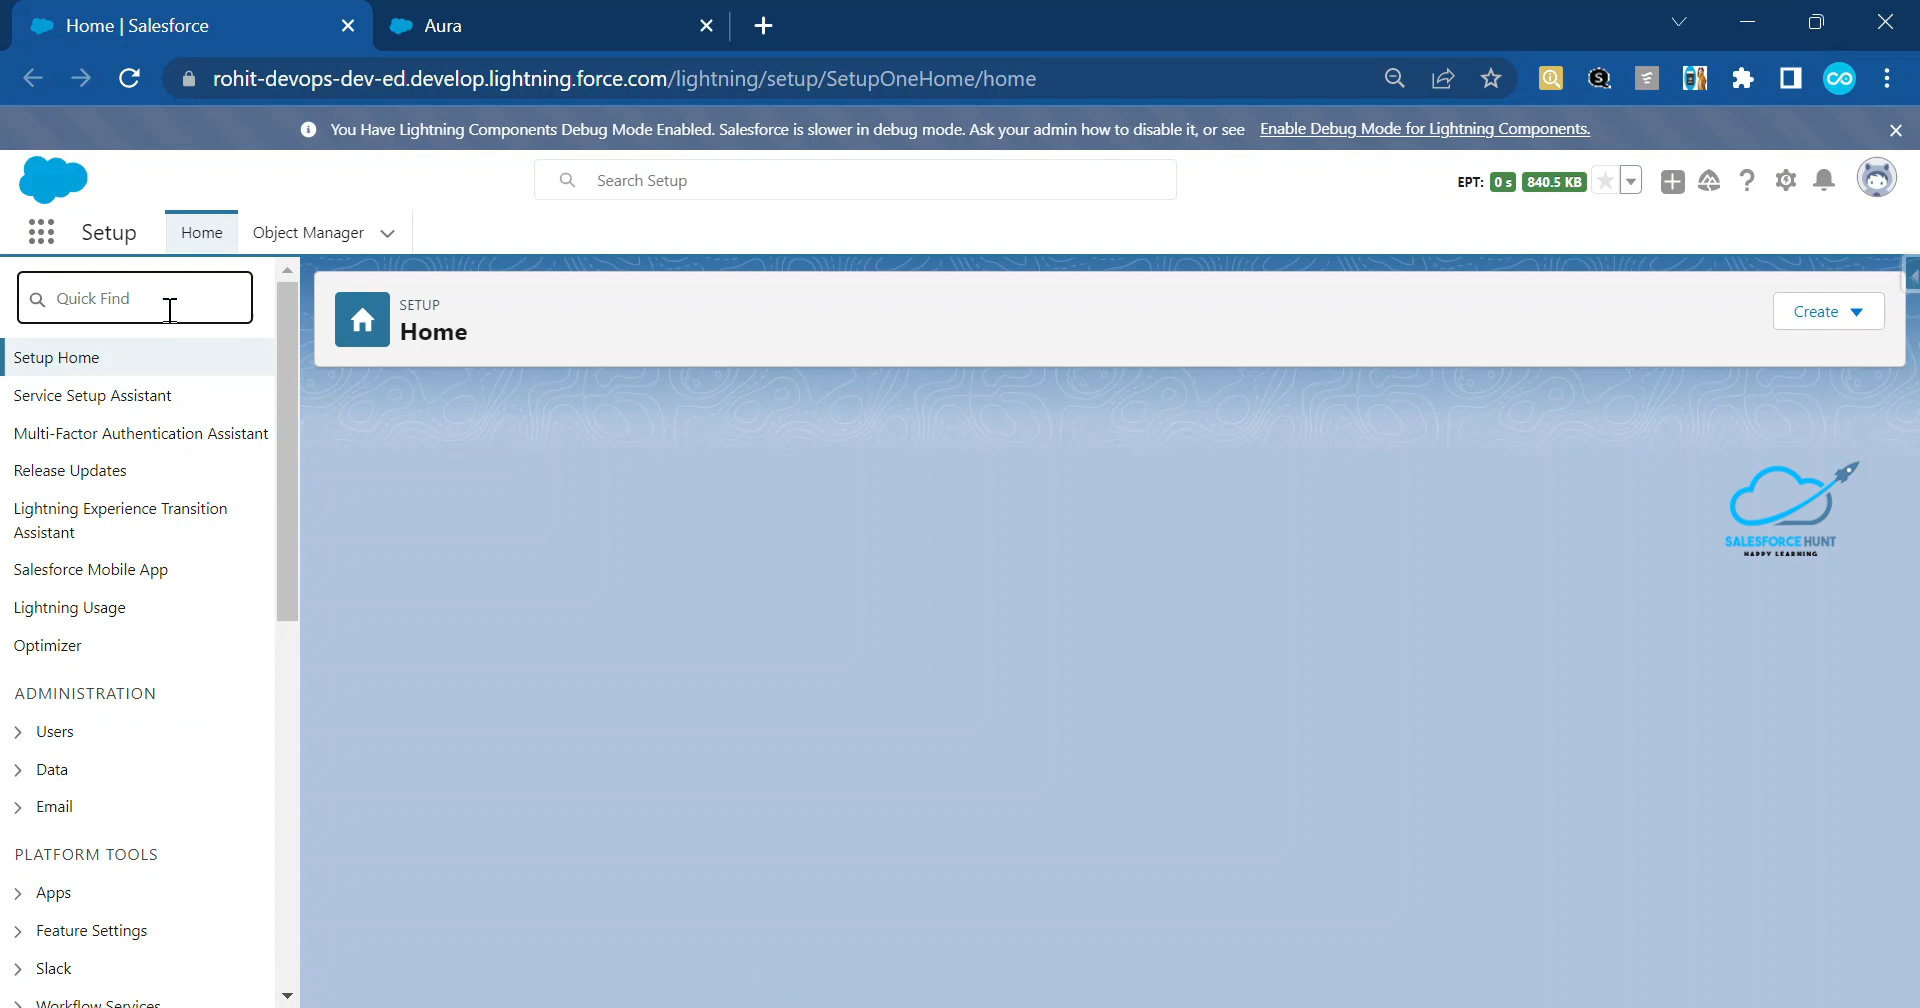 Home | Salesforce
Aura
rohit-devops-dev-ed.develop.lightning.force.com/lightning/setup/SetupOneHome/home
You Have Lightning Components Debug Mode Enabled. Salesforce is slower in debug mode. Ask your admin how to disable it, or see Enable Debug Mode for Lightning Components.
Search Setup
EPT: 0 s 840.5 KB
Setup
Home
Object Manager
Quick Find
SETUP
Home
Create
Setup Home
Service Setup Assistant
Multi-Factor Authentication Assistant
Release Updates
Lightning Experience Transition
Assistant
Salesforce Mobile App
Lightning Usage
Optimizer
ADMINISTRATION
Users
Data
Email
PLATFORM TOOLS
Apps
Feature Settings
Slack
Workflow Services
SALESFORCE HUNT
HAPPY LEARNING